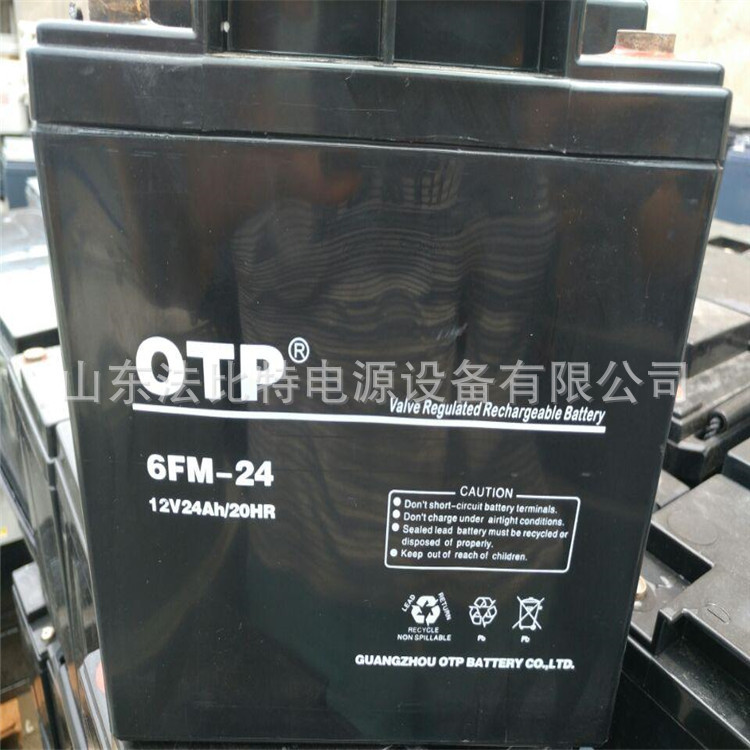 OTP®
山东法比特电源设备有限公司
Valve Regulated Rechargeable Battery
6FM-24
12V24Ah/20HR
CAUTION
Don't short-circuit battery terminals.
Don't charge under airtight conditions.
Sealed lead battery must be recycled or
disposed of properly.
Keep out of reach of children.
LEAD RETURN
RECYCLE
NON SPILLABLE
Pb
Pb
GUANGZHOU OTP BATTERY CO.,LTD.